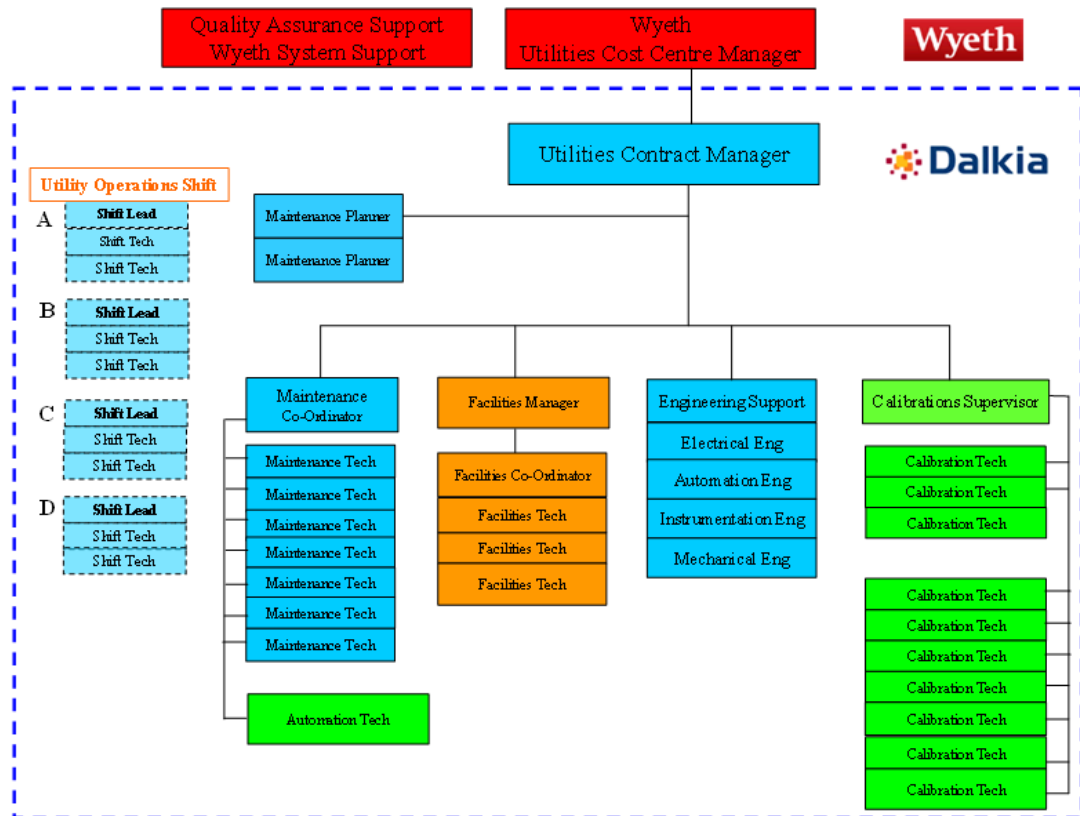 Quality Assurance Support
Wyeth System Support
Wyeth
Utilities Cost Centre Manager
Wyeth
Utilities Contract Manager
Dalkia
Utility Operations Shift
A
Shift Lead
Shift Tech
Shift Tech
B
Shift Lead
Shift Tech
Shift Tech
C
Shift Lead
Shift Tech
Shift Tech
D
Shift Lead
Shift Tech
Shift Tech
Maintenance Planner
Maintenance Planner
Maintenance
Co-Ordinator
Maintenance Tech
Maintenance Tech
Maintenance Tech
Maintenance Tech
Maintenance Tech
Maintenance Tech
Maintenance Tech
Automation Tech
Facilities Manager
Facilities Co-Ordinator
Facilities Tech
Facilities Tech
Facilities Tech
Engineering Support
Electrical Eng
Automation Eng
Instrumentation Eng
Mechanical Eng
Calibrations Supervisor
Calibration Tech
Calibration Tech
Calibration Tech
Calibration Tech
Calibration Tech
Calibration Tech
Calibration Tech
Calibration Tech
Calibration Tech
Calibration Tech